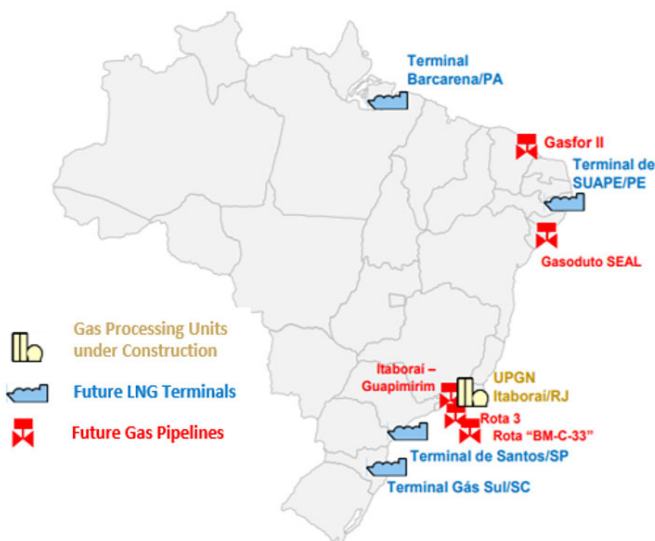 Terminal
Barcarena/PA
Gasfor II
Terminal de
SUAPE/PE
Gasoduto SEAL
Gas Processing Units
under Construction
Future LNG Terminals
Future Gas Pipelines
Itaboraí –
Guapimirim
UPGN
Itaboraí/RJ
Rota 3
Rota "BM-C-33"
Terminal de Santos/SP
Terminal Gás Sul/SC